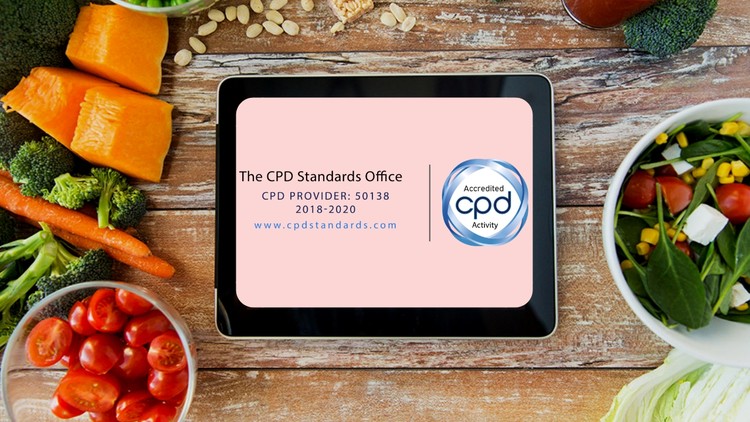 The CPD Standards Office
CPD PROVIDER: 50138
2018-2020
www.cpdstandards.com
Accredited
cpd
Activity